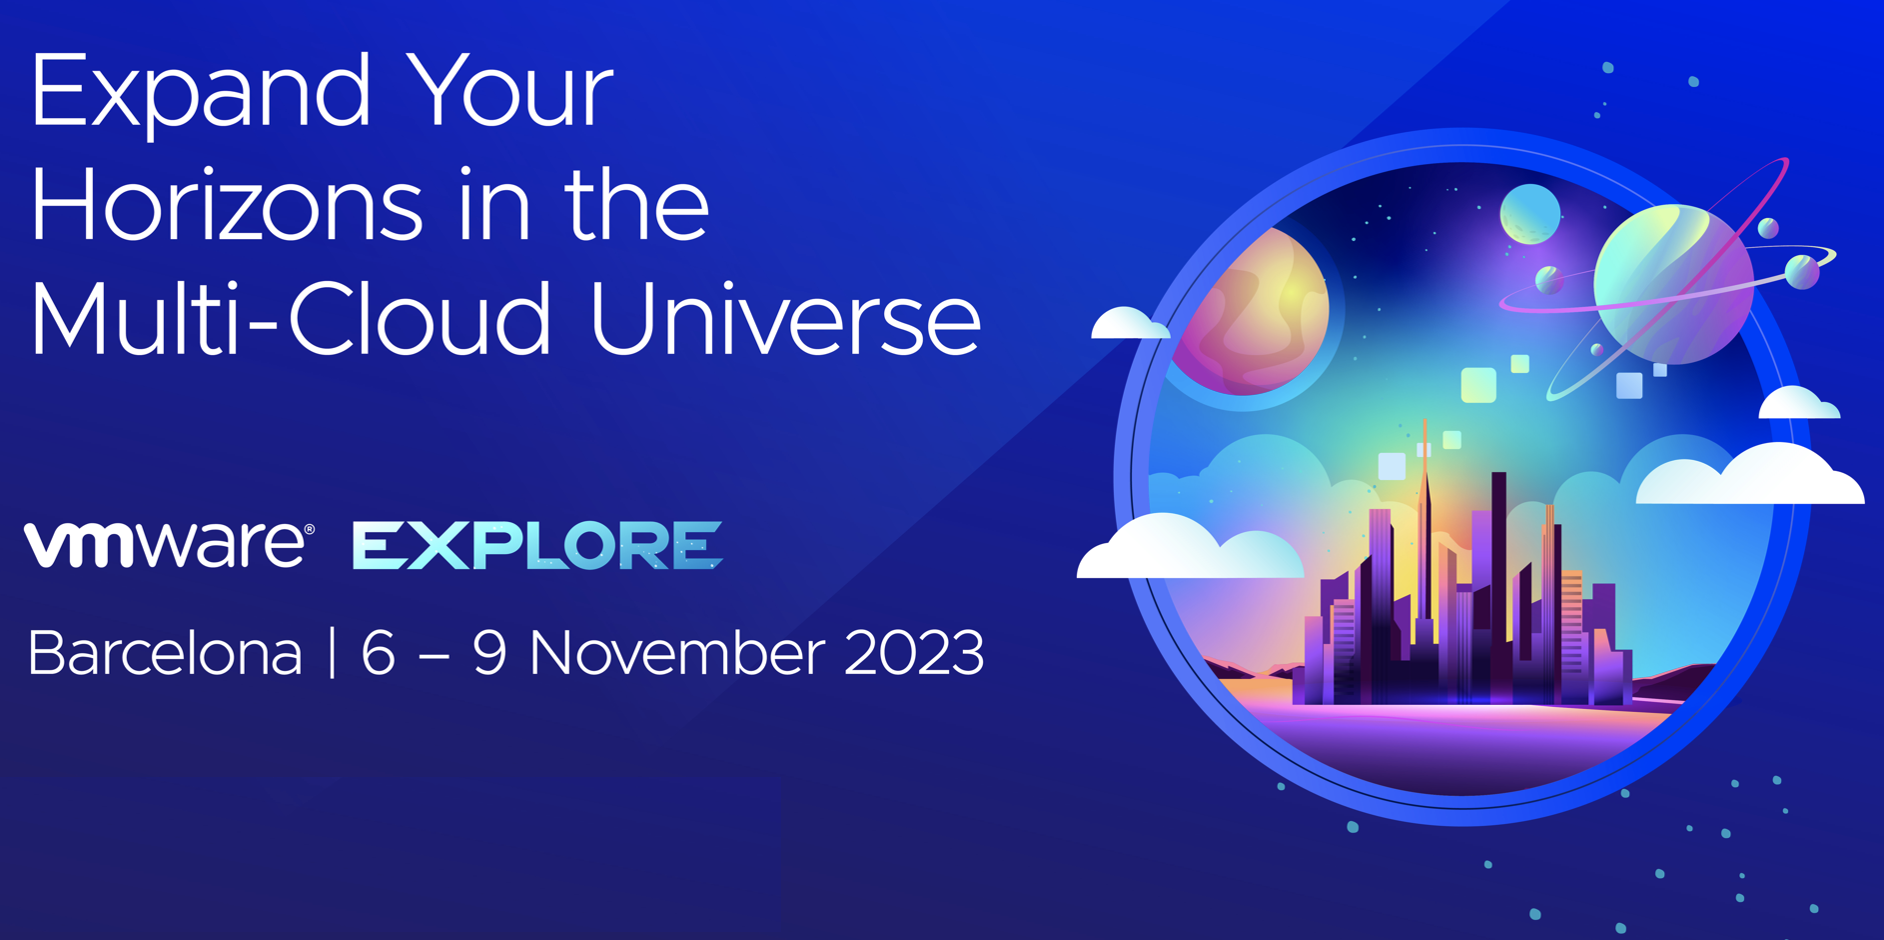 Expand Your
Horizons in the
Multi-Cloud Universe
vmware® EXPLORE
Barcelona | 6 – 9 November 2023